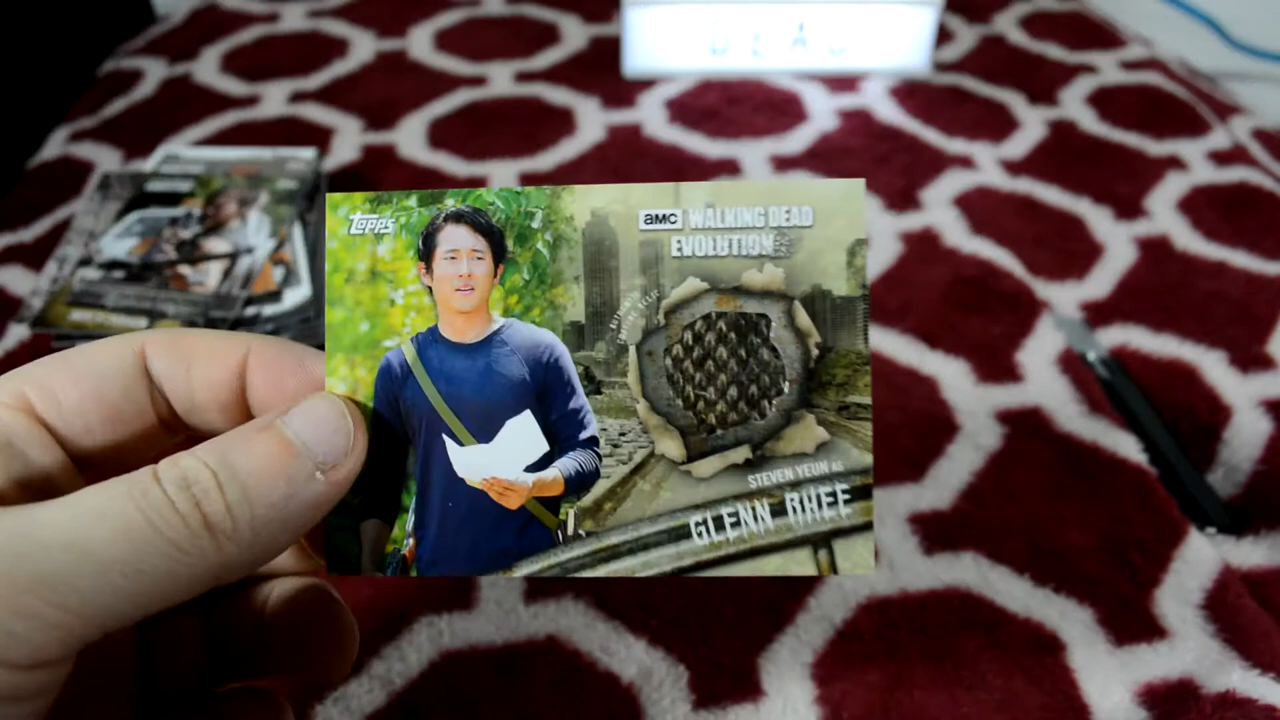 Topps
AMC WALKING DEAD
EVOLUTION
STEVEN YEUN AS
GLENN RHEE